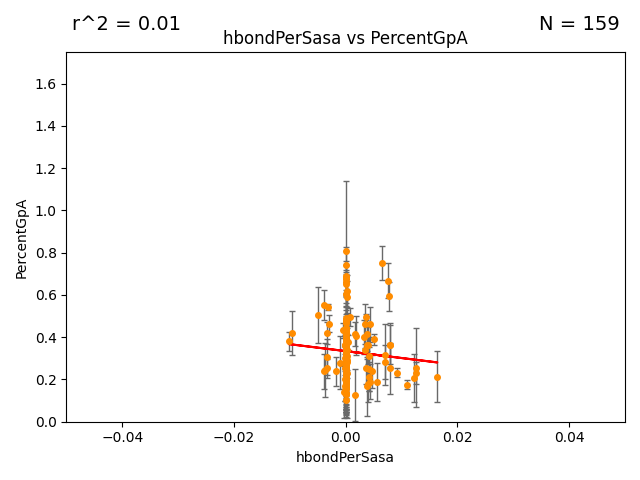 r^2 = 0.01
N = 159
hbondPerSasa vs PercentGpA
1.6
1.4
1.2
1.0
0.8
0.6
0.4
0.2
0.0
PercentGpA
−0.04
−0.02
0.00
0.02
0.04
hbondPerSasa